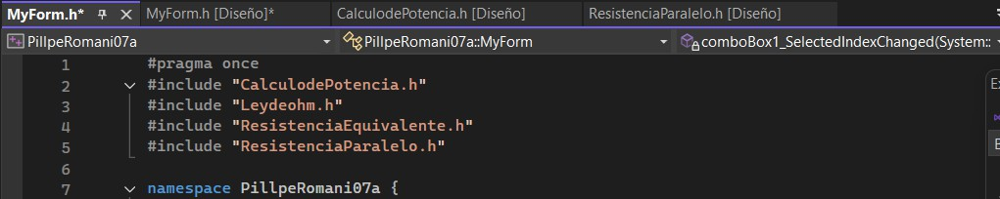 MyForm.h* MyForm.h [Diseño]* CalculodePotencia.h [Diseño] ResistenciaParalelo.h [Diseño]
PillpeRomani07a PillpeRomani07a::MyForm comboBox1_SelectedIndexChanged(System::
1 #pragma once
2 #include "CalculodePotencia.h"
3 #include "Leydeohm.h"
4 #include "ResistenciaEquivalente.h"
5 #include "ResistenciaParalelo.h"
6
7 namespace PillpeRomani07a {